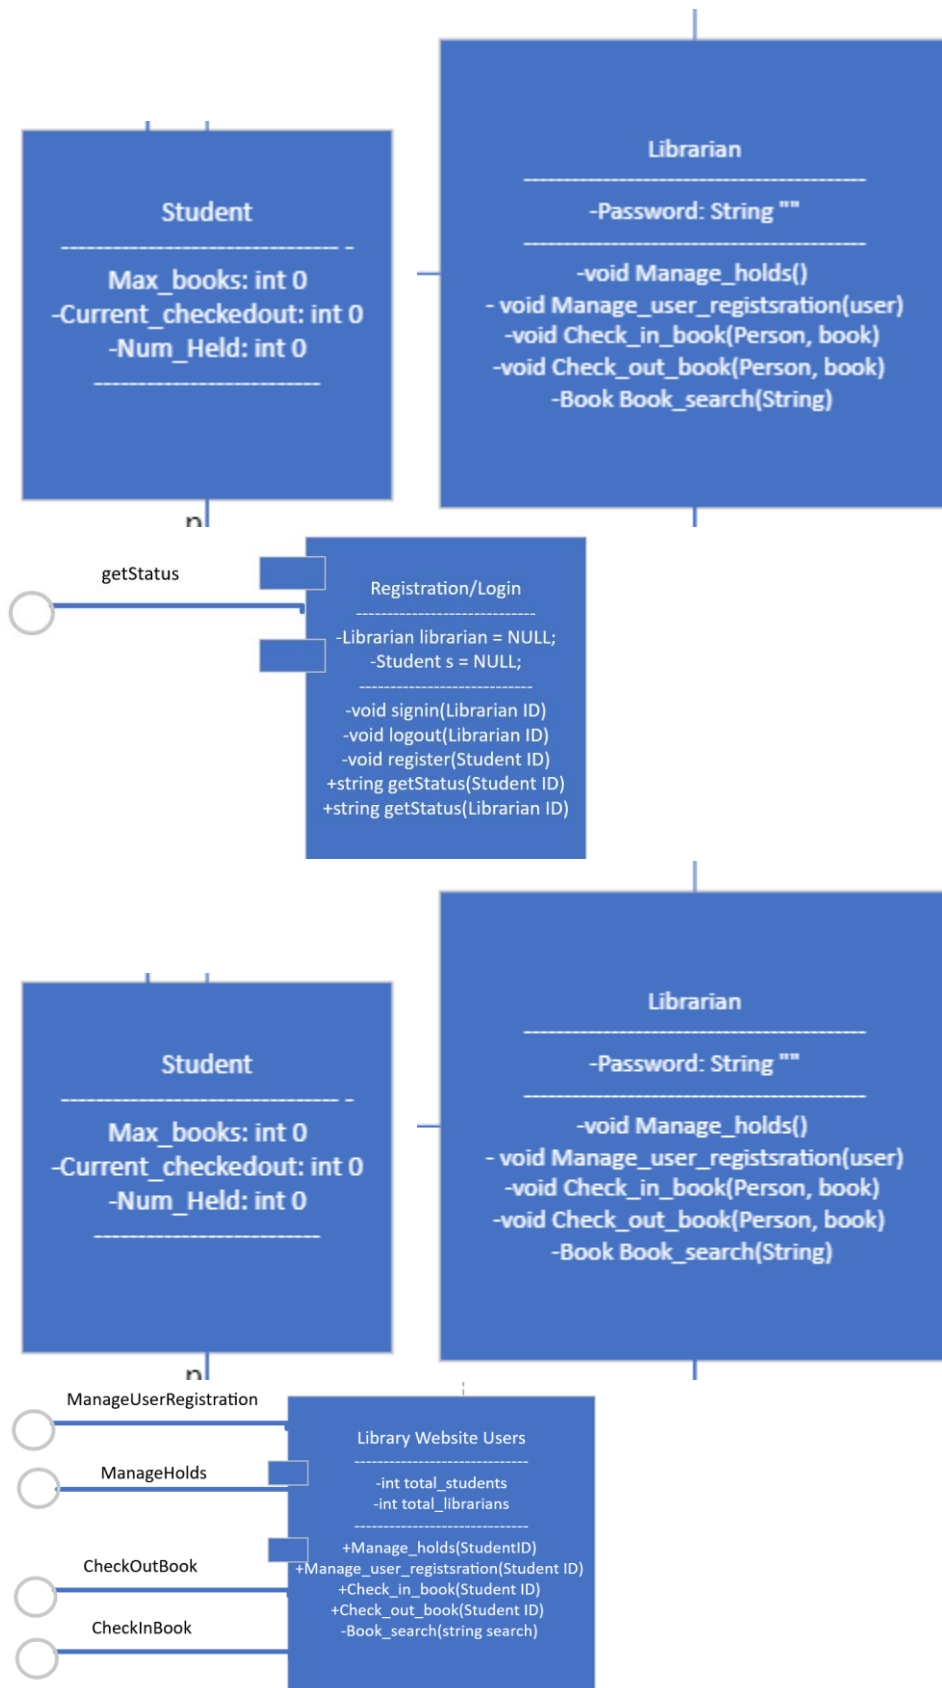 Student
--------------------------------- -
Max_books: int 0
-Current_checkedout: int 0
-Num_Held: int 0
---------------------------
Librarian
-----------------------------------------
-Password: String ""
-----------------------------------------
-void Manage_holds()
- void Manage_user_registsration(user)
-void Check_in_book(Person, book)
-void Check_out_book(Person, book)
-Book Book_search(String)
getStatus
Registration/Login
-----------------------------
-Librarian librarian = NULL;
-Student s = NULL;
----------------------------
-void signin(Librarian ID)
-void logout(Librarian ID)
-void register(Student ID)
+string getStatus(Student ID)
+string getStatus(Librarian ID)
Student
--------------------------------- -
Max_books: int 0
-Current_checkedout: int 0
-Num_Held: int 0
---------------------------
Librarian
-----------------------------------------
-Password: String ""
-----------------------------------------
-void Manage_holds()
- void Manage_user_registsration(user)
-void Check_in_book(Person, book)
-void Check_out_book(Person, book)
-Book Book_search(String)
ManageUserRegistration
ManageHolds
CheckOutBook
CheckInBook
Library Website Users
----------------------------
-int total_students
-int total_librarians
----------------------------
+Manage_holds(StudentID)
+Manage_user_registsration(Student ID)
+Check_in_book(Student ID)
+Check_out_book(Student ID)
-Book_search(string search)